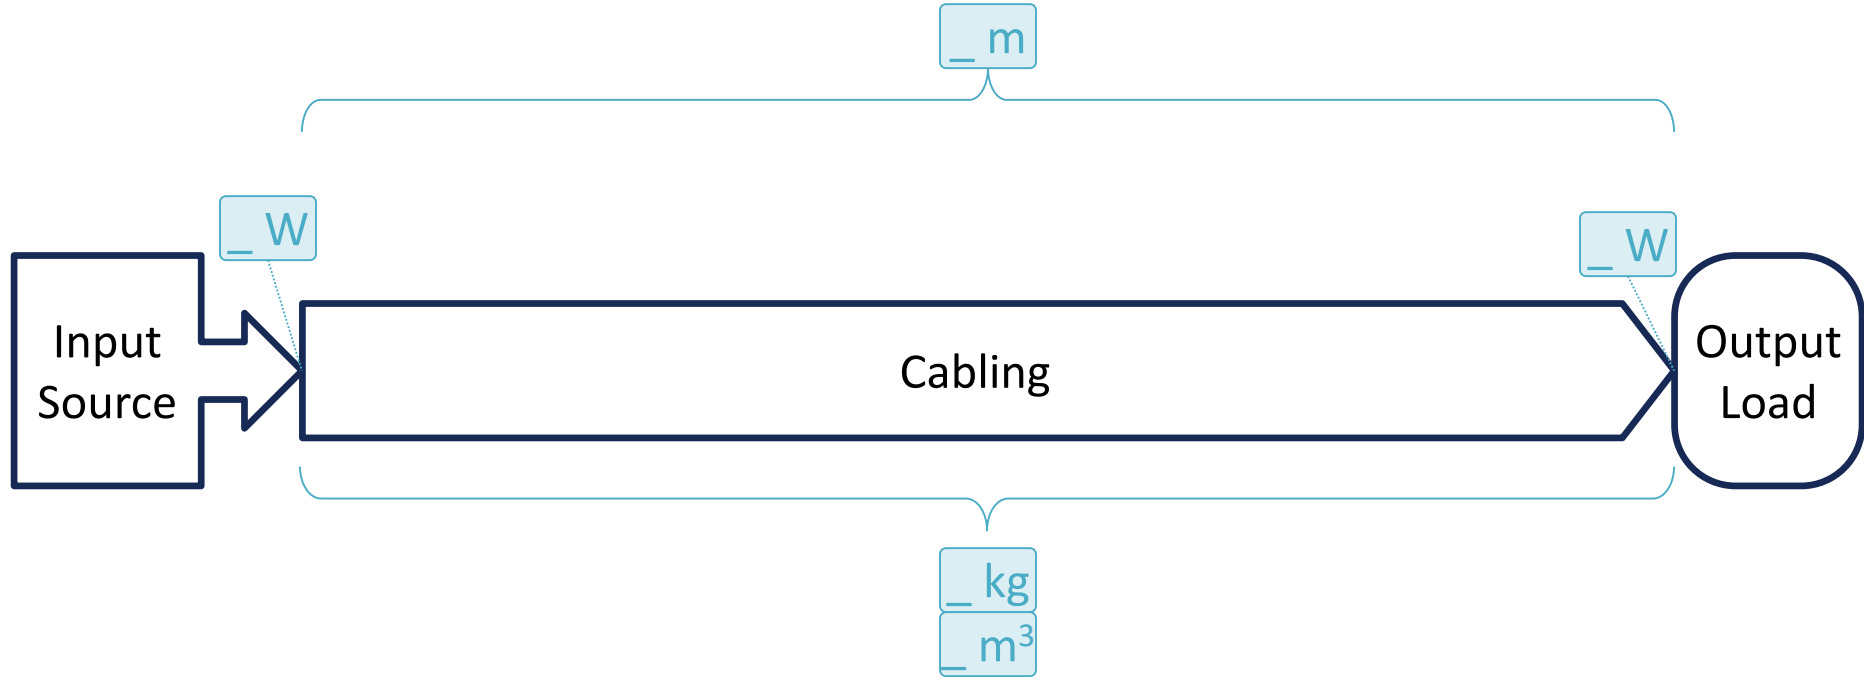 _ m
_ W
_ W
Input
Source
Cabling
Output
Load
_ kg
_ m³